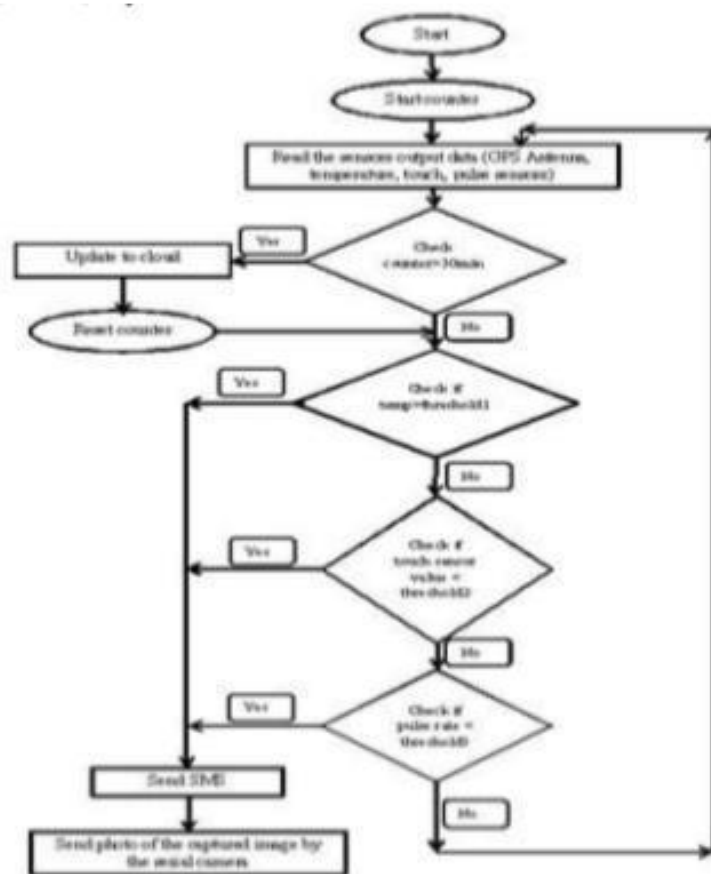 Start
Start counter
Read the sensors output data (GPS Antenna,
temperature, touch, pulse sensors)
Check
counter=30min
Yes
Update to cloud
Reset counter
No
Check if
temp>threshold1
Yes
No
Check if
touch sensor
value =
threshold2
Yes
No
Check if
pulse rate =
Yes
Send SMS
No
Send photo of the captured image by
the serial camera